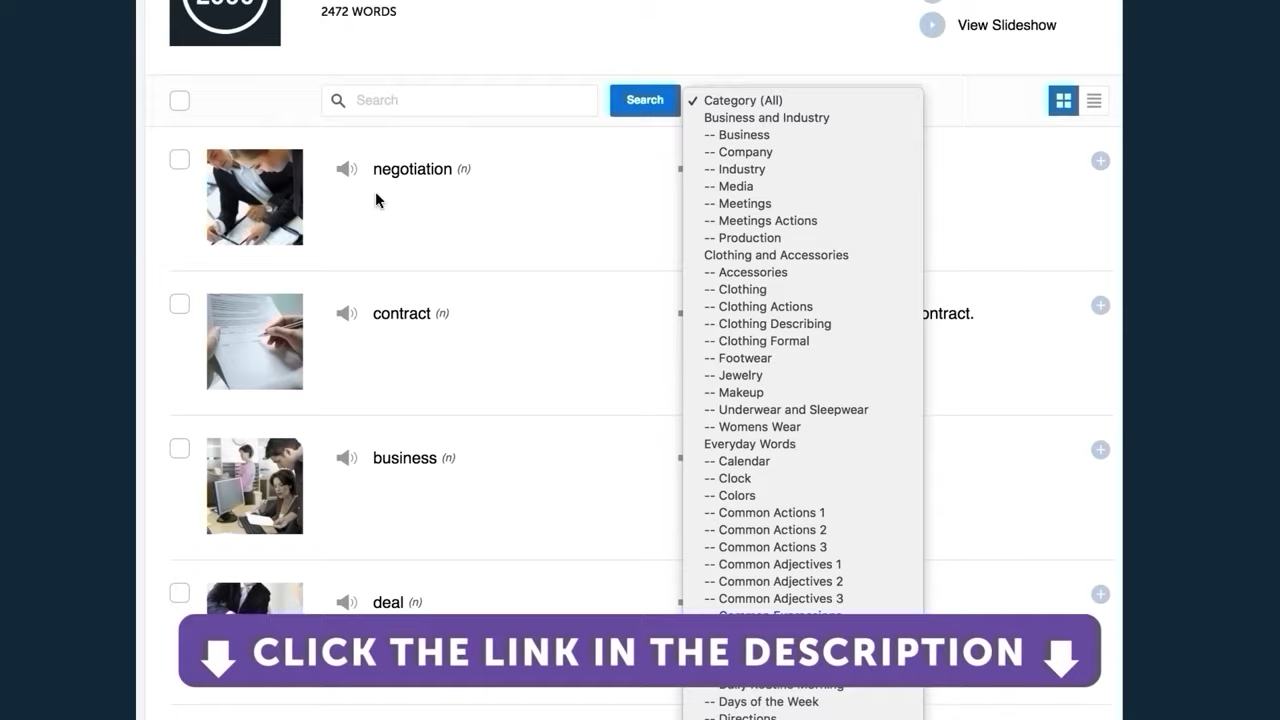 2472 WORDS
View Slideshow
Search
Search
Category (All)
Business and Industry
-- Business
-- Company
-- Industry
-- Media
-- Meetings
-- Meetings Actions
-- Production
Clothing and Accessories
-- Accessories
-- Clothing
-- Clothing Actions
-- Clothing Describing
-- Clothing Formal
-- Footwear
-- Jewelry
-- Makeup
-- Underwear and Sleepwear
-- Womens Wear
Everyday Words
-- Calendar
-- Clock
-- Colors
-- Common Actions 1
-- Common Actions 2
-- Common Actions 3
-- Common Adjectives 1
-- Common Adjectives 2
-- Common Adjectives 3
-- Days of the Week
-- Directions
negotiation (n)
contract (n)
ontract.
business (n)
deal (n)
CLICK THE LINK IN THE DESCRIPTION